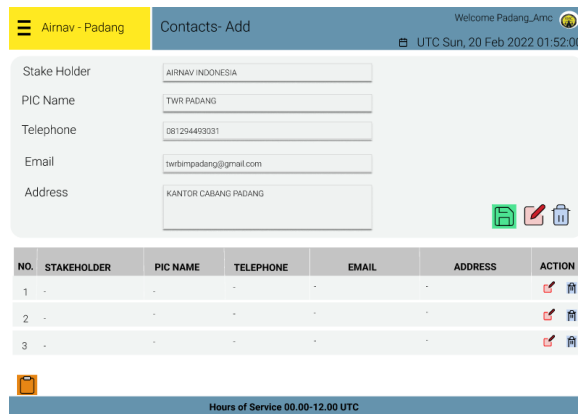 Airnav - Padang
Contacts- Add
Welcome Padang_Amc
UTC Sun, 20 Feb 2022 01:52:00
Stake Holder
AIRNAV INDONESIA
PIC Name
TWR PADANG
Telephone
081294493031
Email
twrbimpadang@gmail.com
Address
KANTOR CABANG PADANG
NO. STAKEHOLDER PIC NAME TELEPHONE EMAIL ADDRESS ACTION
1 - - - - -
2 - - - - -
3 - - - - -
Hours of Service 00.00-12.00 UTC